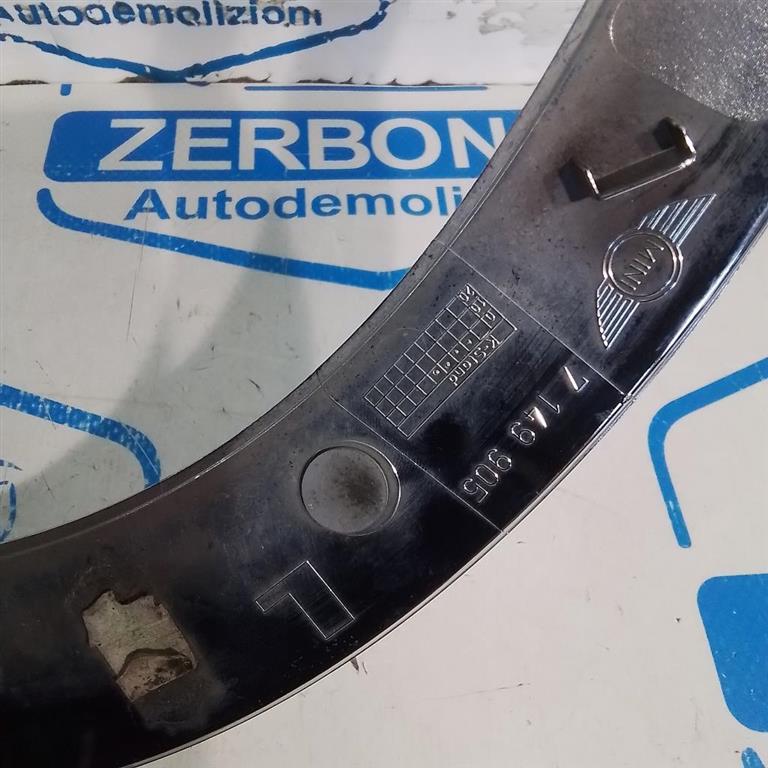 Autodemolizioni
ZERBON
Autodemoli
MINI
7 149 905
L